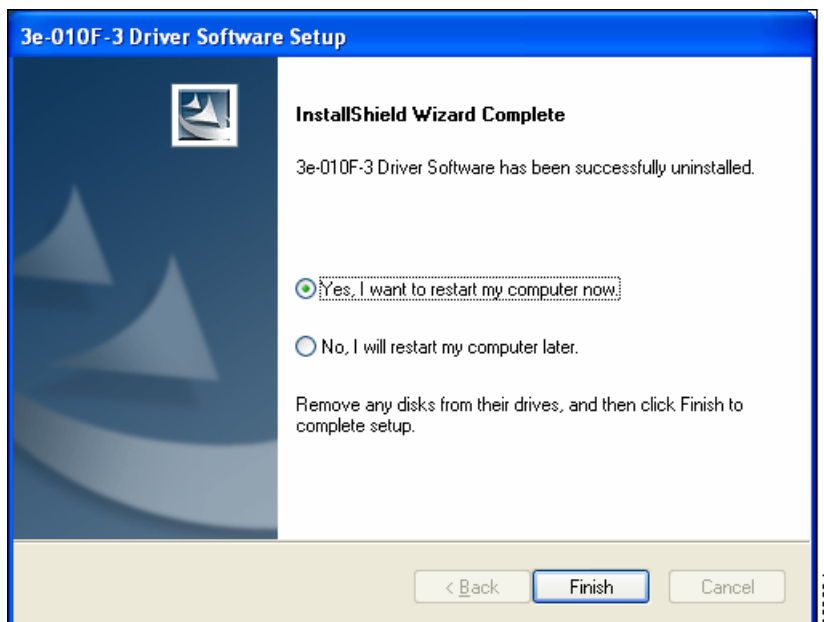 3e-010F-3 Driver Software Setup
InstallShield Wizard Complete
3e-010F-3 Driver Software has been successfully uninstalled.
Yes, I want to restart my computer now.
No, I will restart my computer later.
Remove any disks from their drives, and then click Finish to
complete setup.
< Back
Finish
Cancel